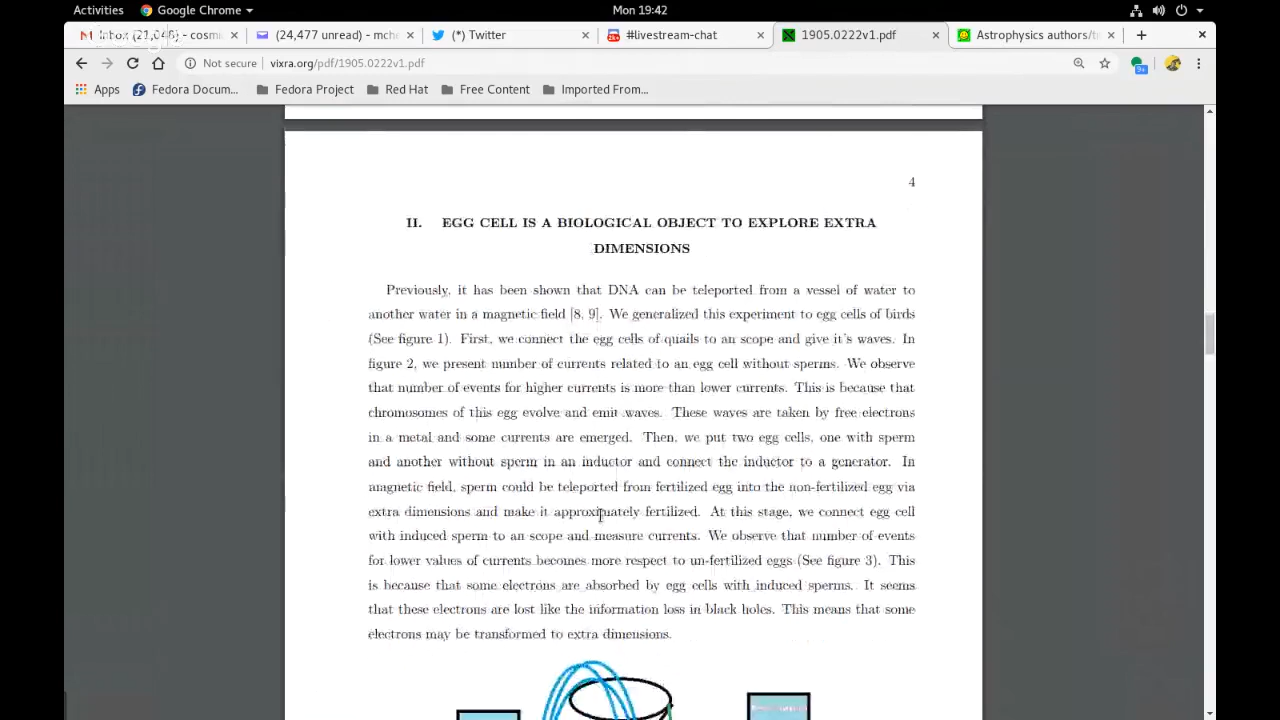 Activities Google Chrome Mon 19:42
(24,477 unread) - mch
(*) Twitter
#livestream-chat
1905.0222v1.pdf
Astrophysics authors/t
Not secure vixra.org/pdf/1905.0222v1.pdf
9+
Apps Fedora Docum... Fedora Project Red Hat Free Content Imported From...
4
II. EGG CELL IS A BIOLOGICAL OBJECT TO EXPLORE EXTRA
DIMENSIONS
Previously, it has been shown that DNA can be teleported from a vessel of water to
another water in a magnetic field [8, 9]. We generalized this experiment to egg cells of birds
(See figure 1). First, we connect the egg cells of quails to an scope and give it's waves. In
figure 2, we present number of currents related to an egg cell without sperms. We observe
that number of events for higher currents is more than lower currents. This is because that
chromosomes of this egg evolve and emit waves. These waves are taken by free electrons
in a metal and some currents are emerged. Then, we put two egg cells, one with sperm
and another without sperm in an inductor and connect the inductor to a generator. In
magnetic field, sperm could be teleported from fertilized egg into the non-fertilized egg via
extra dimensions and make it approximately fertilized. At this stage, we connect egg cell
with induced sperm to an scope and measure currents. We observe that number of events
for lower values of currents becomes more respect to un-fertilized eggs (See figure 3). This
is because that some electrons are absorbed by egg cells with induced sperms. It seems
that these electrons are lost like the information loss in black holes. This means that some
electrons may be transformed to extra dimensions.